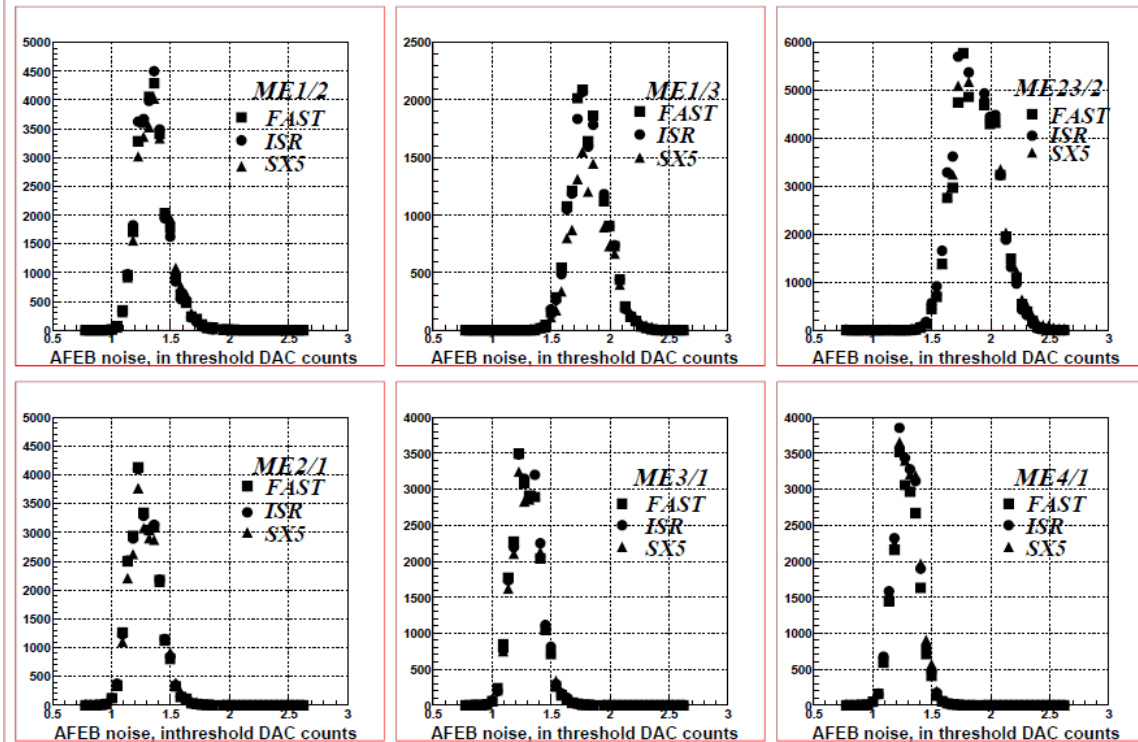 5000
4500
4000
3500
3000
2500
2000
1500
1000
500
0
0.5 1 1.5 2 2.5 3
ME1/2
FAST
ISR
SX5
AFEB noise, in threshold DAC counts
2500
2000
1500
1000
500
0
0.5 1 1.5 2 2.5 3
ME1/3
FAST
ISR
SX5
AFEB noise, in threshold DAC counts
6000
5000
4000
3000
2000
1000
0
0.5 1 1.5 2 2.5 3
ME23/2
FAST
ISR
SX5
AFEB noise, in threshold DAC counts
5000
4500
4000
3500
3000
2500
2000
1500
1000
500
0
0.5 1 1.5 2 2.5 3
ME2/1
FAST
ISR
SX5
AFEB noise, inthreshold DAC counts
4000
3500
3000
2500
2000
1500
1000
500
0
0.5 1 1.5 2 2.5 3
ME3/1
FAST
ISR
SX5
AFEB noise, in threshold DAC counts
4000
3500
3000
2500
2000
1500
1000
500
0
0.5 1 1.5 2 2.5 3
ME4/1
FAST
ISR
SX5
AFEB noise, in threshold DAC counts